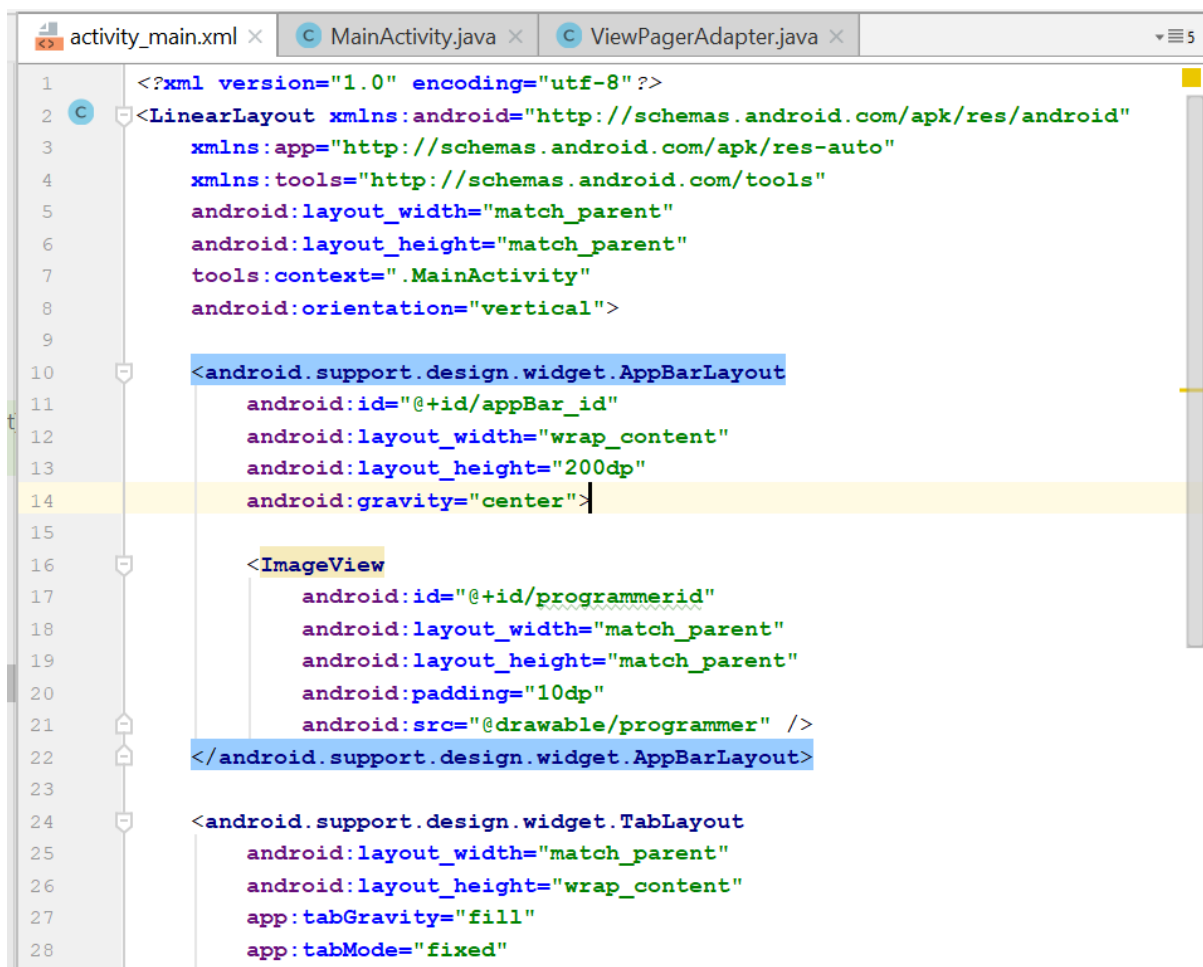 activity_main.xml × C MainActivity.java × C ViewPagerAdapter.java × 5
1 <?xml version="1.0" encoding="utf-8"?>
2 C <LinearLayout xmlns:android="http://schemas.android.com/apk/res/android"
3 xmlns:app="http://schemas.android.com/apk/res-auto"
4 xmlns:tools="http://schemas.android.com/tools"
5 android:layout_width="match_parent"
6 android:layout_height="match_parent"
7 tools:context=".MainActivity"
8 android:orientation="vertical">
9
10 <android.support.design.widget.AppBarLayout
11 android:id="@+id/appBar_id"
12 android:layout_width="wrap_content"
13 android:layout_height="200dp"
14 android:gravity="center">
15
16 <ImageView
17 android:id="@+id/programmerid"
18 android:layout_width="match_parent"
19 android:layout_height="match_parent"
20 android:padding="10dp"
21 android:src="@drawable/programmer" />
22 </android.support.design.widget.AppBarLayout>
23
24 <android.support.design.widget.TabLayout
25 android:layout_width="match_parent"
26 android:layout_height="wrap_content"
27 app:tabGravity="fill"
28 app:tabMode="fixed"